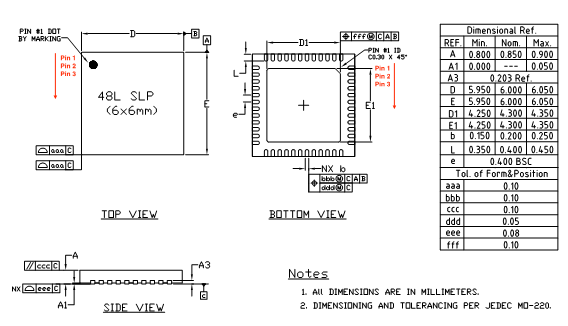 PIN #1 DOT
BY MARKING
Pin 1
Pin 2
Pin 3
D
B
A
48L SLP
(6x6mm)
E
aaa C
aaa C
TOP VIEW
D1
fff M C A B
PIN #1 ID
C0.30 X 45°
Pin 1
Pin 2
Pin 3
L
e
E1
NX b
bbb M C A B
ddd M C
BOTTOM VIEW
// ccc C
A
A3
NX
eee C
A1
C
SIDE VIEW
Dimensional Ref.
REF. Min. Nom. Max.
A 0.800 0.850 0.900
A1 0.000 --- 0.050
A3 0.203 Ref.
D 5.950 6.000 6.050
E 5.950 6.000 6.050
D1 4.250 4.300 4.350
E1 4.250 4.300 4.350
b 0.150 0.200 0.250
L 0.350 0.400 0.450
e 0.400 BSC
Tol. of Form&Position
aaa 0.10
bbb 0.10
ccc 0.10
ddd 0.05
eee 0.08
fff 0.10
Notes
1. All DIMENSIONS ARE IN MILLIMETERS.
2. DIMENSIONING AND TOLERANCING PER JEDEC MO-220.